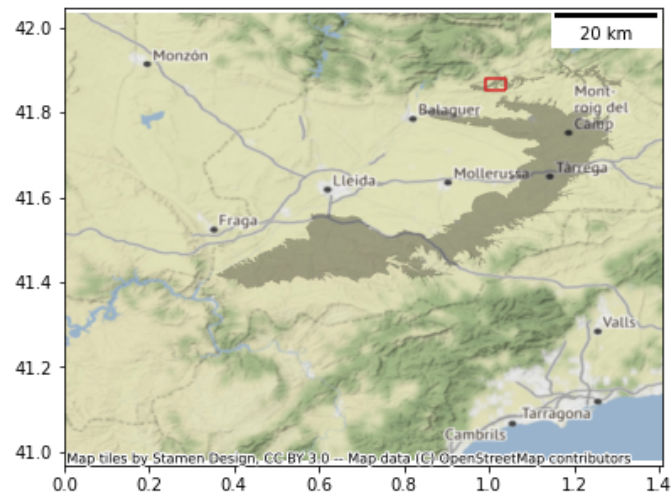 42.0
20 km
Monzón
Mont-
roig del
Camp
41.8
Balaguer
Tàrrega
Mollerussa
Lleida
41.6
Fraga
41.4
Valls
41.2
Tarragona
Cambrils
41.0
Map tiles by Stamen Design, CC BY 3.0 -- Map data (C) OpenStreetMap contributors
0.0 0.2 0.4 0.6 0.8 1.0 1.2 1.4